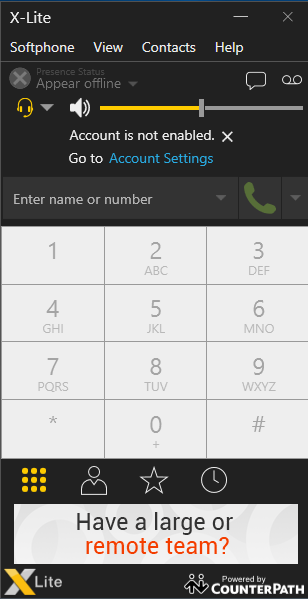 X-Lite
Softphone View Contacts Help
Presence Status
Appear offline
Account is not enabled.
Go to Account Settings
Enter name or number
1 2 3
ABC DEF
4 5 6
GHI JKL MNO
7 8 9
PQRS TUV WXYZ
* 0 #
+
Have a large or
remote team?
X Lite
Powered by
COUNTERPATH